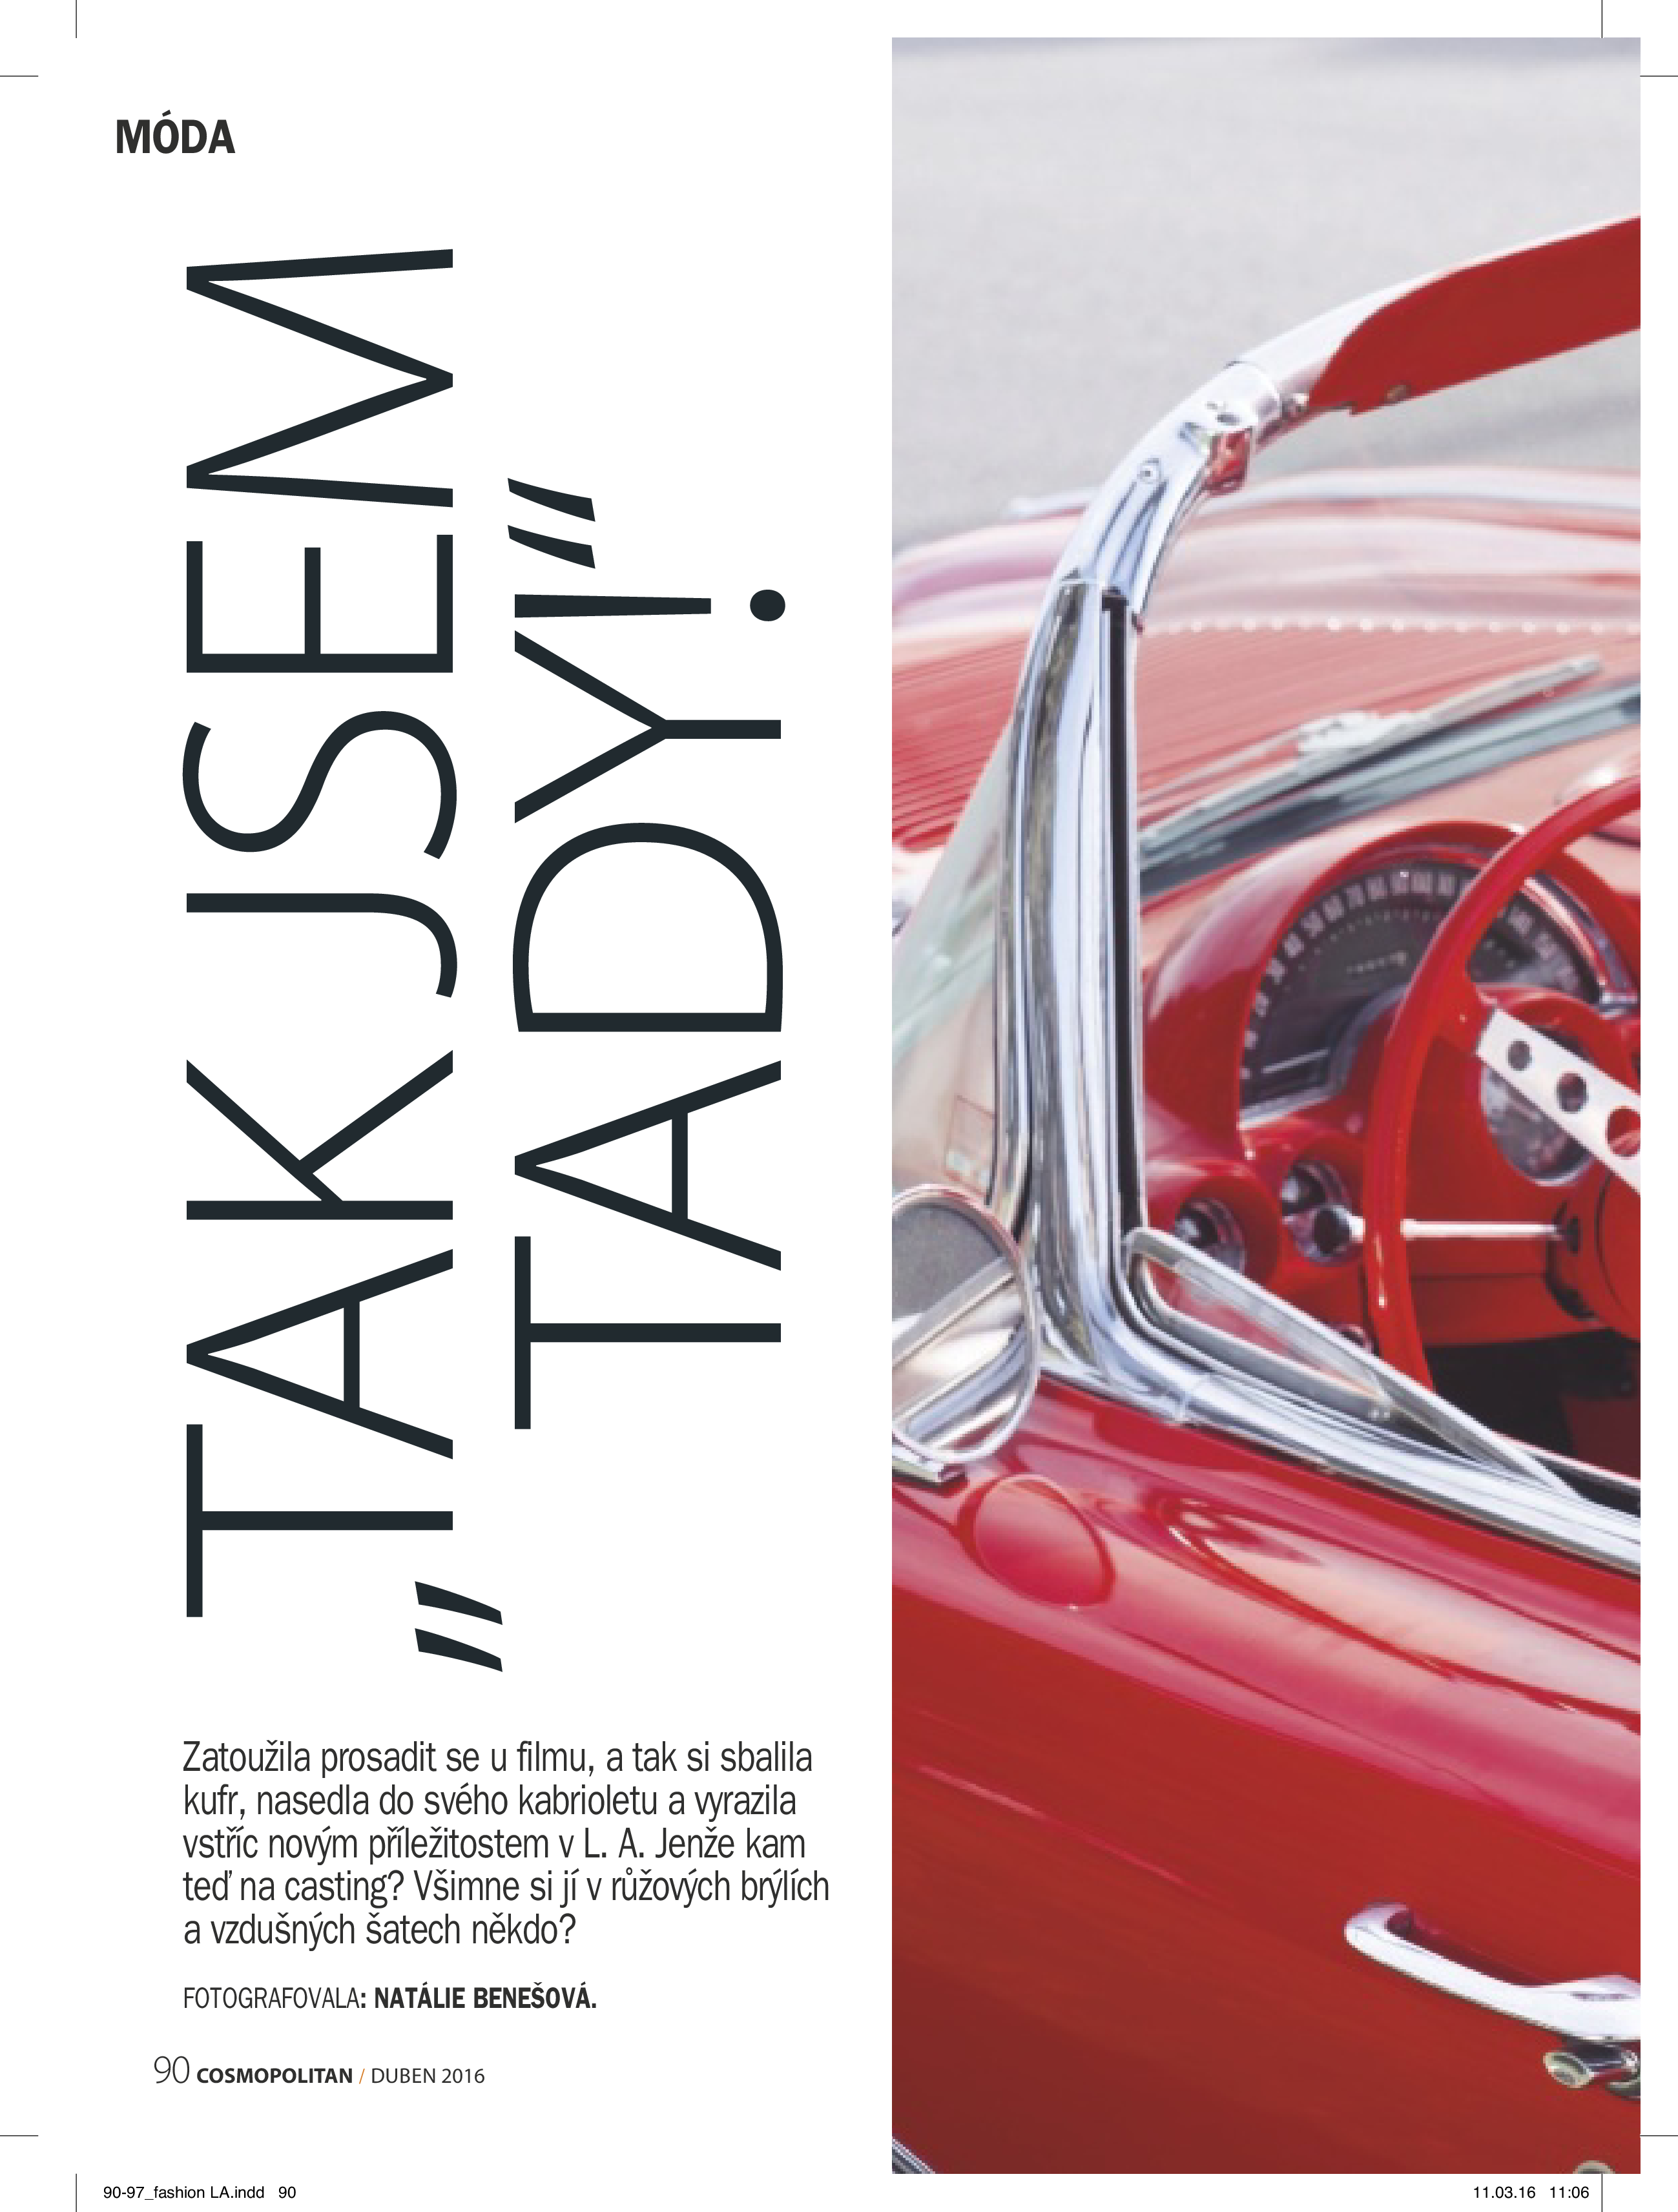 MÓDA
„TAK JSEM
TADY!“
Zatoužila prosadit se u filmu, a tak si sbalila
kufr, nasedla do svého kabrioletu a vyrazila
vstříc novým příležitostem v L. A. Jenže kam
teď na casting? Všimne si jí v růžových brýlích
a vzdušných šatech někdo?
FOTOGRAFOVALA: NATÁLIE BENEŠOVÁ.
90 COSMOPOLITAN / DUBEN 2016
90-97_fashion LA.indd 90
11.03.16 11:06